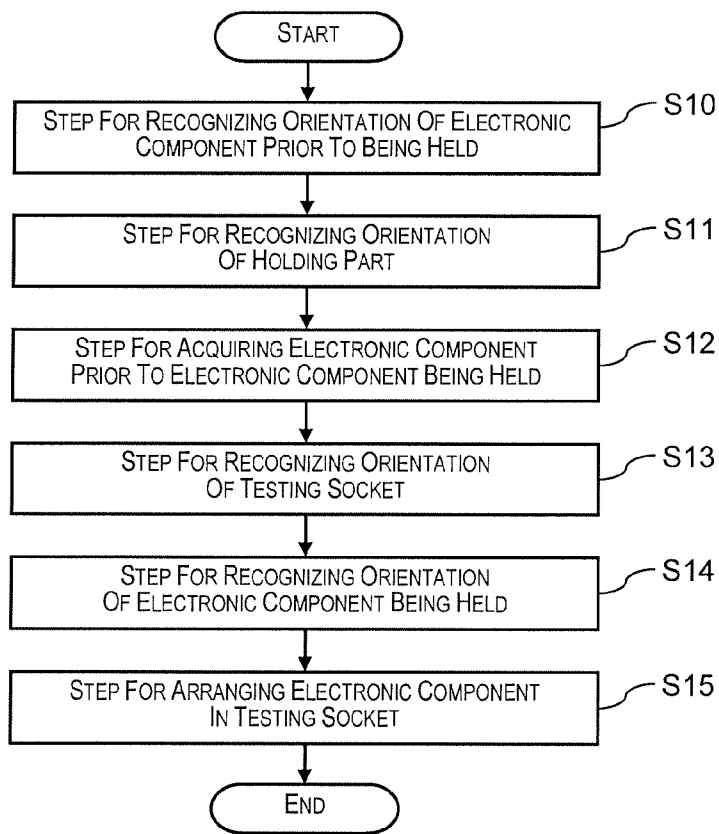 START
STEP FOR RECOGNIZING ORIENTATION OF ELECTRONIC
COMPONENT PRIOR TO BEING HELD
S10
STEP FOR RECOGNIZING ORIENTATION
OF HOLDING PART
S11
STEP FOR ACQUIRING ELECTRONIC COMPONENT
PRIOR TO ELECTRONIC COMPONENT BEING HELD
S12
STEP FOR RECOGNIZING ORIENTATION
OF TESTING SOCKET
S13
STEP FOR RECOGNIZING ORIENTATION
OF ELECTRONIC COMPONENT BEING HELD
S14
STEP FOR ARRANGING ELECTRONIC COMPONENT
IN TESTING SOCKET
S15
END